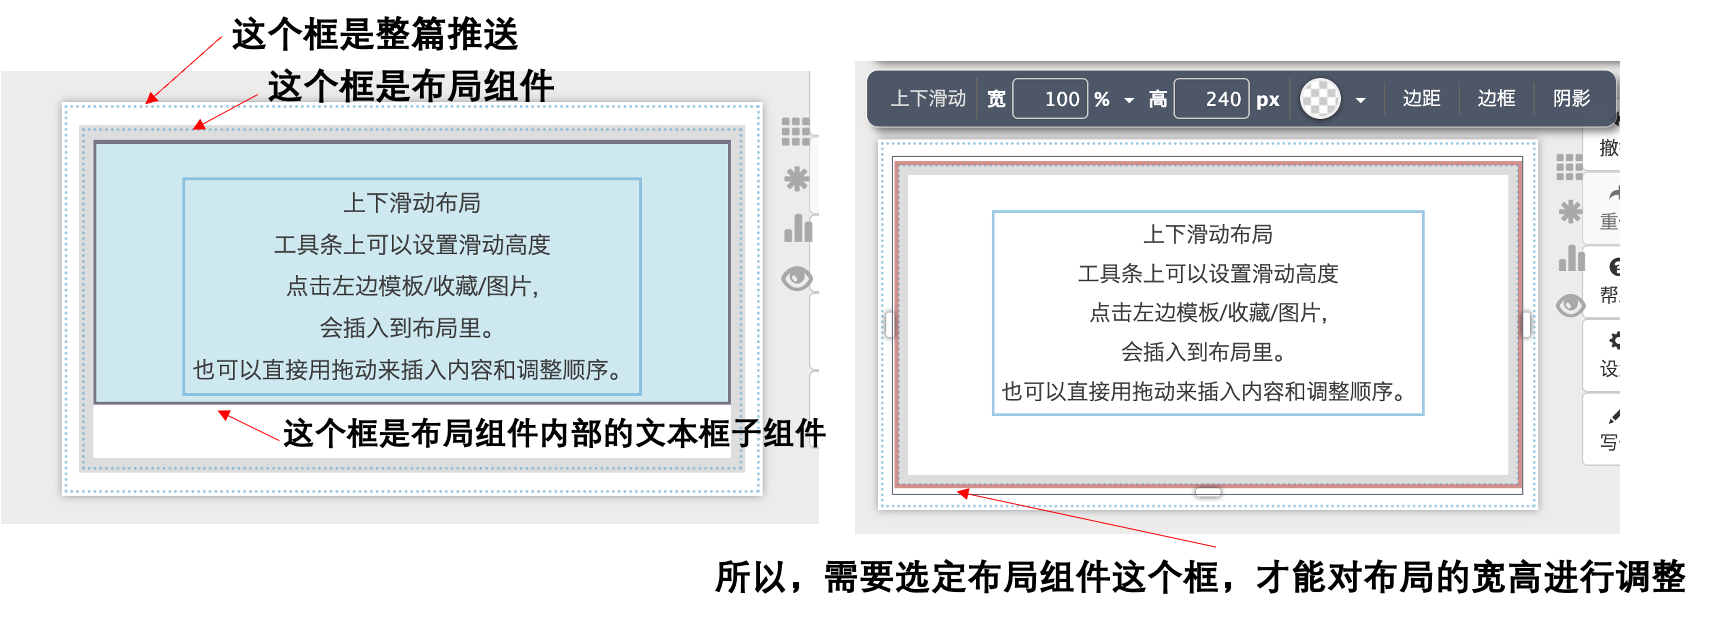 这个框是整篇推送
这个框是布局组件
上下滑动布局
工具条上可以设置滑动高度
点击左边模板/收藏/图片，
会插入到布局里。
也可以直接用拖动来插入内容和调整顺序。
这个框是布局组件内部的文本框子组件
上下滑动 宽 100 % 高 240 px 边距 边框 阴影
撤
重
帮
设
写
上下滑动布局
工具条上可以设置滑动高度
点击左边模板/收藏/图片，
会插入到布局里。
也可以直接用拖动来插入内容和调整顺序。
所以，需要选定布局组件这个框，才能对布局的宽高进行调整